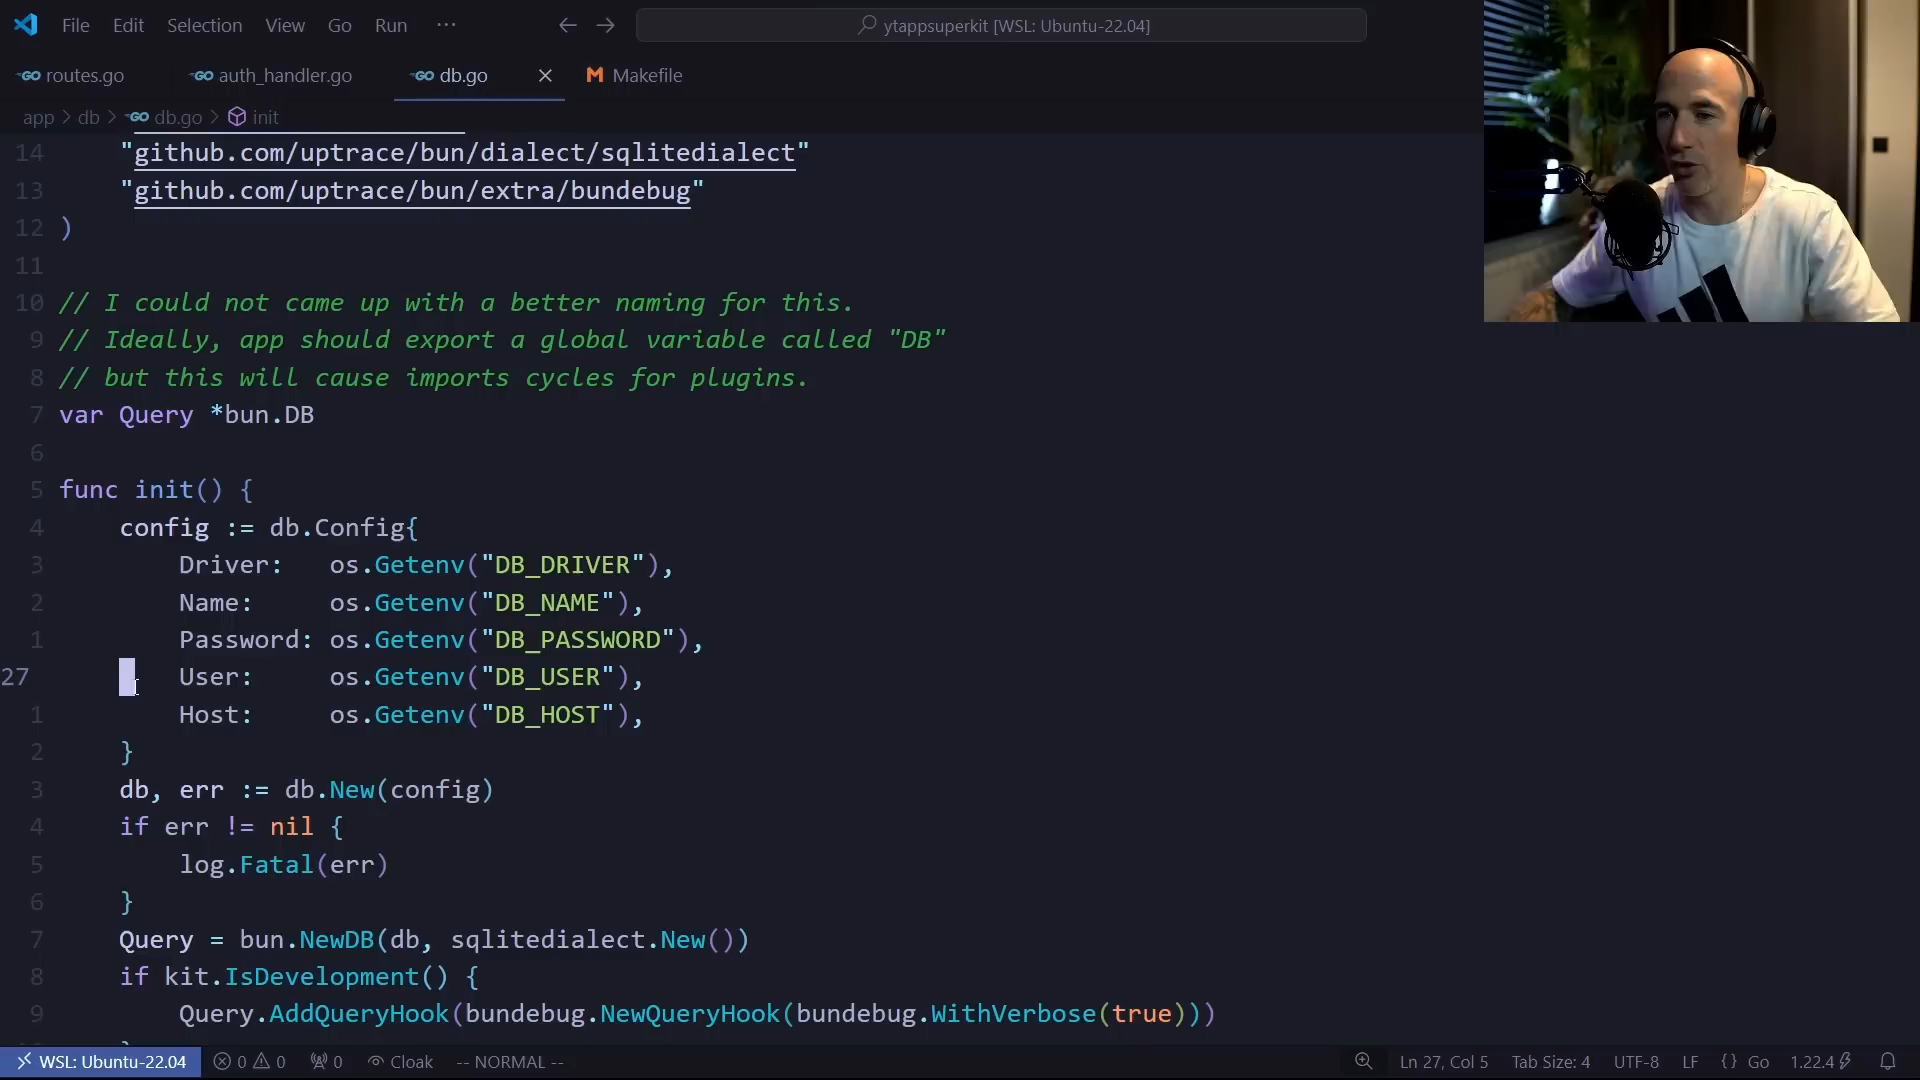 File Edit Selection View Go Run ···
ytappsuperkit [WSL: Ubuntu-22.04]
routes.go auth_handler.go db.go Makefile
app > db > db.go > init
14 "github.com/uptrace/bun/dialect/sqlitedialect"
13 "github.com/uptrace/bun/extra/bundebug"
12 )
11
10 // I could not came up with a better naming for this.
9 // Ideally, app should export a global variable called "DB"
8 // but this will cause imports cycles for plugins.
7 var Query *bun.DB
6
5 func init() {
4 config := db.Config{
3 Driver: os.Getenv("DB_DRIVER"),
2 Name: os.Getenv("DB_NAME"),
1 Password: os.Getenv("DB_PASSWORD"),
27 User: os.Getenv("DB_USER"),
1 Host: os.Getenv("DB_HOST"),
2 }
3 db, err := db.New(config)
4 if err != nil {
5 log.Fatal(err)
6 }
7 Query = bun.NewDB(db, sqlitedialect.New())
8 if kit.IsDevelopment() {
9 Query.AddQueryHook(bundebug.NewQueryHook(bundebug.WithVerbose(true)))
WSL: Ubuntu-22.04 0 0 0 Cloak -- NORMAL -- Ln 27, Col 5 Tab Size: 4 UTF-8 LF {} Go 1.22.4